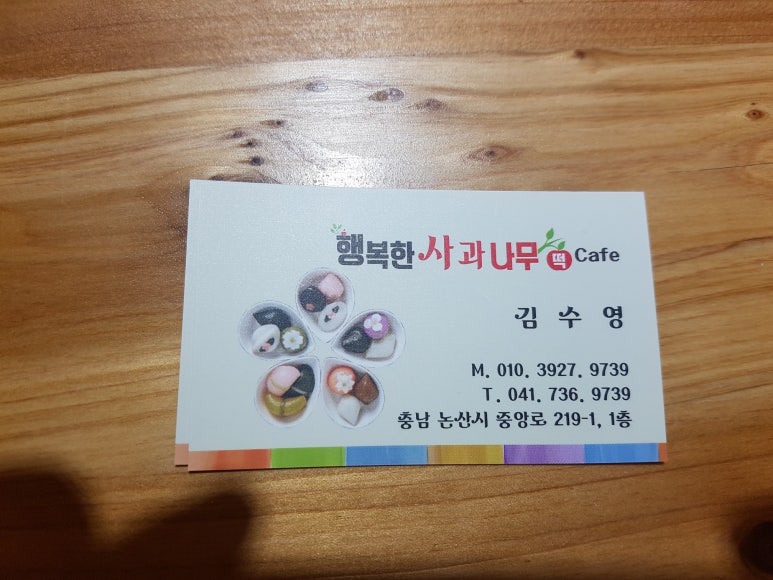 행복한 사과나무 떡 Cafe
김 수 영
M. 010. 3927. 9739
T. 041. 736. 9739
충남 논산시 중앙로 219-1, 1층